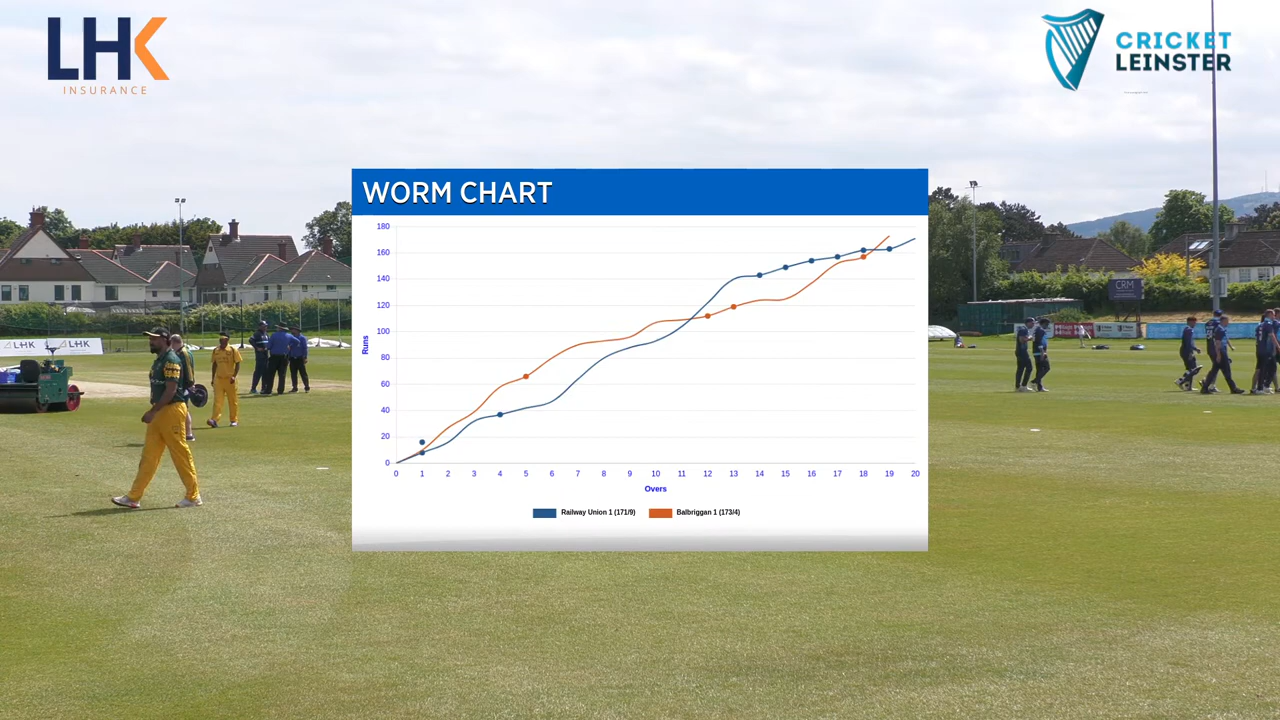 LHK
INSURANCE
CRICKET
LEINSTER
WORM CHART
180
160
140
120
100
80
60
40
20
0
Runs
0 1 2 3 4 5 6 7 8 9 10 11 12 13 14 15 16 17 18 19 20
Overs
Railway Union 1 (171/9) Balbriggan 1 (173/4)
CRM
LHK LHK